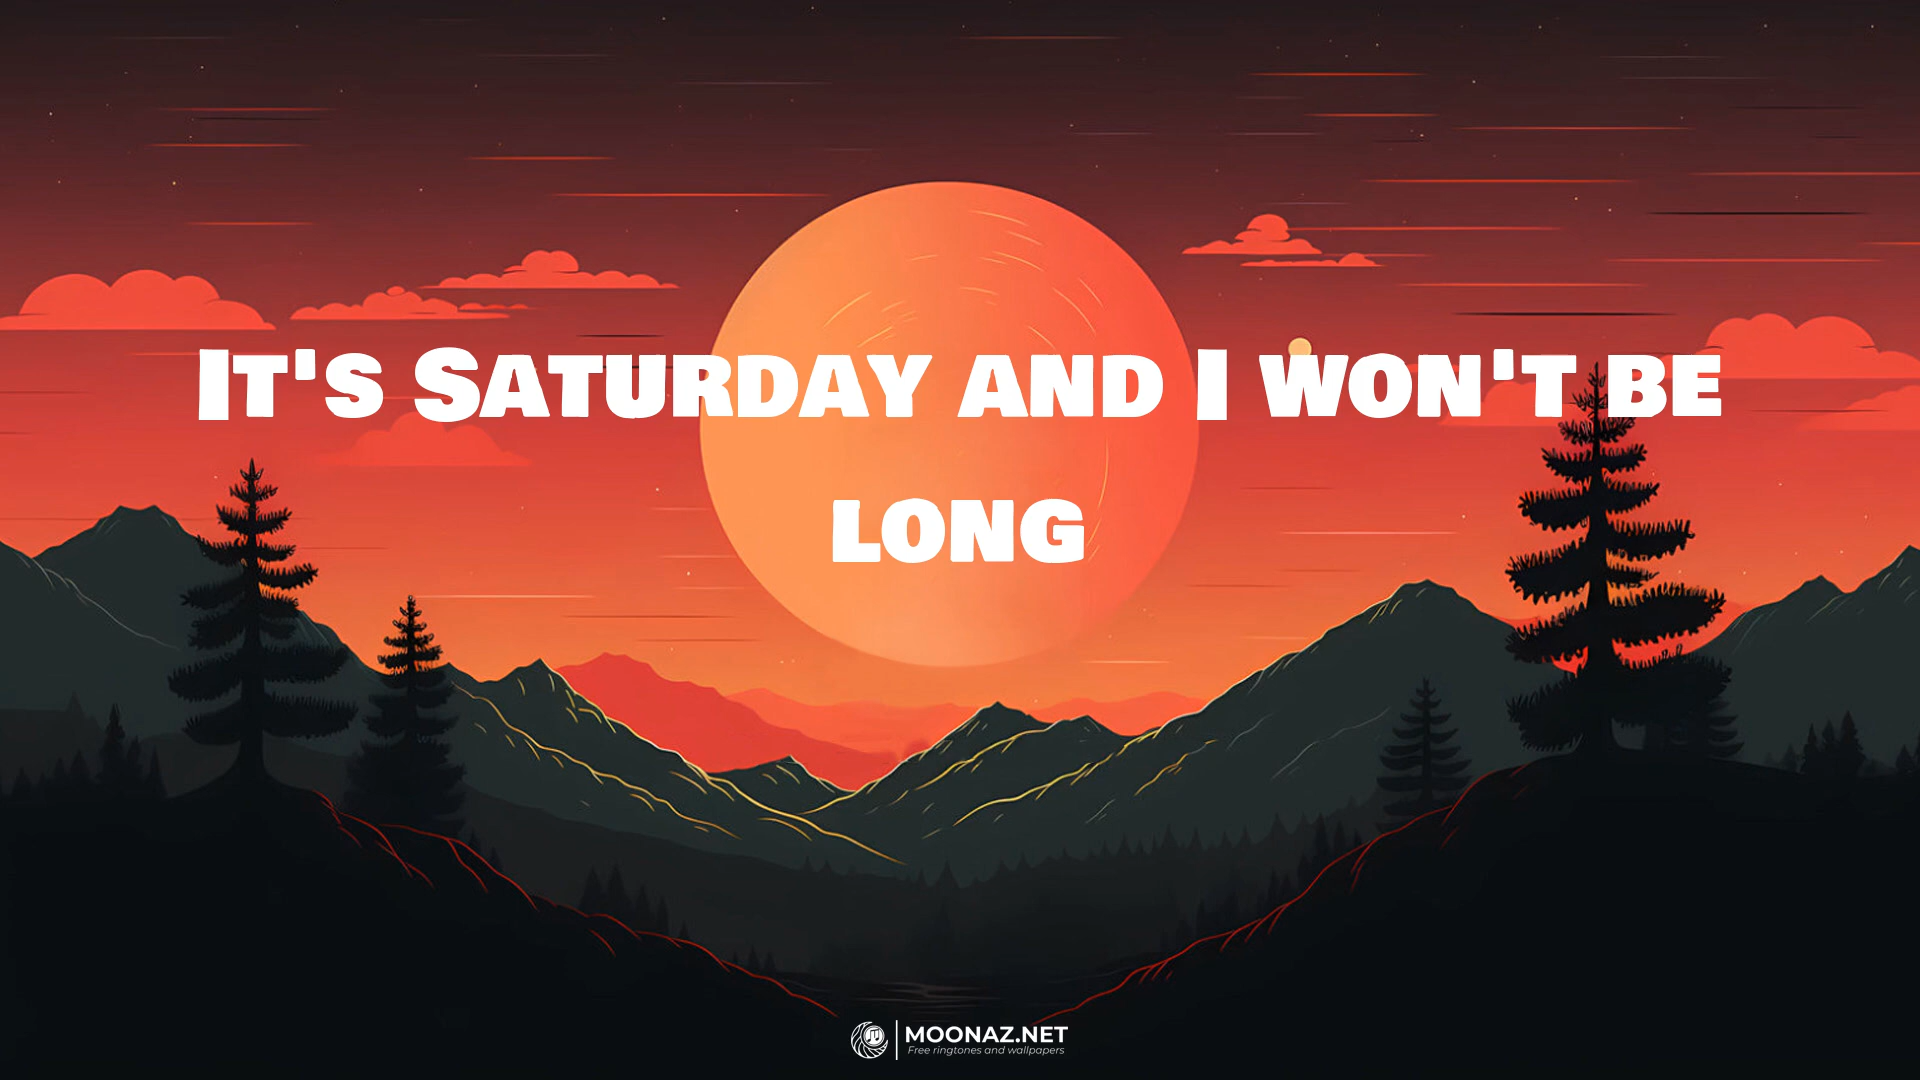 It's Saturday and I won't be
long
MOONAZ.NET
Free ringtones and wallpapers